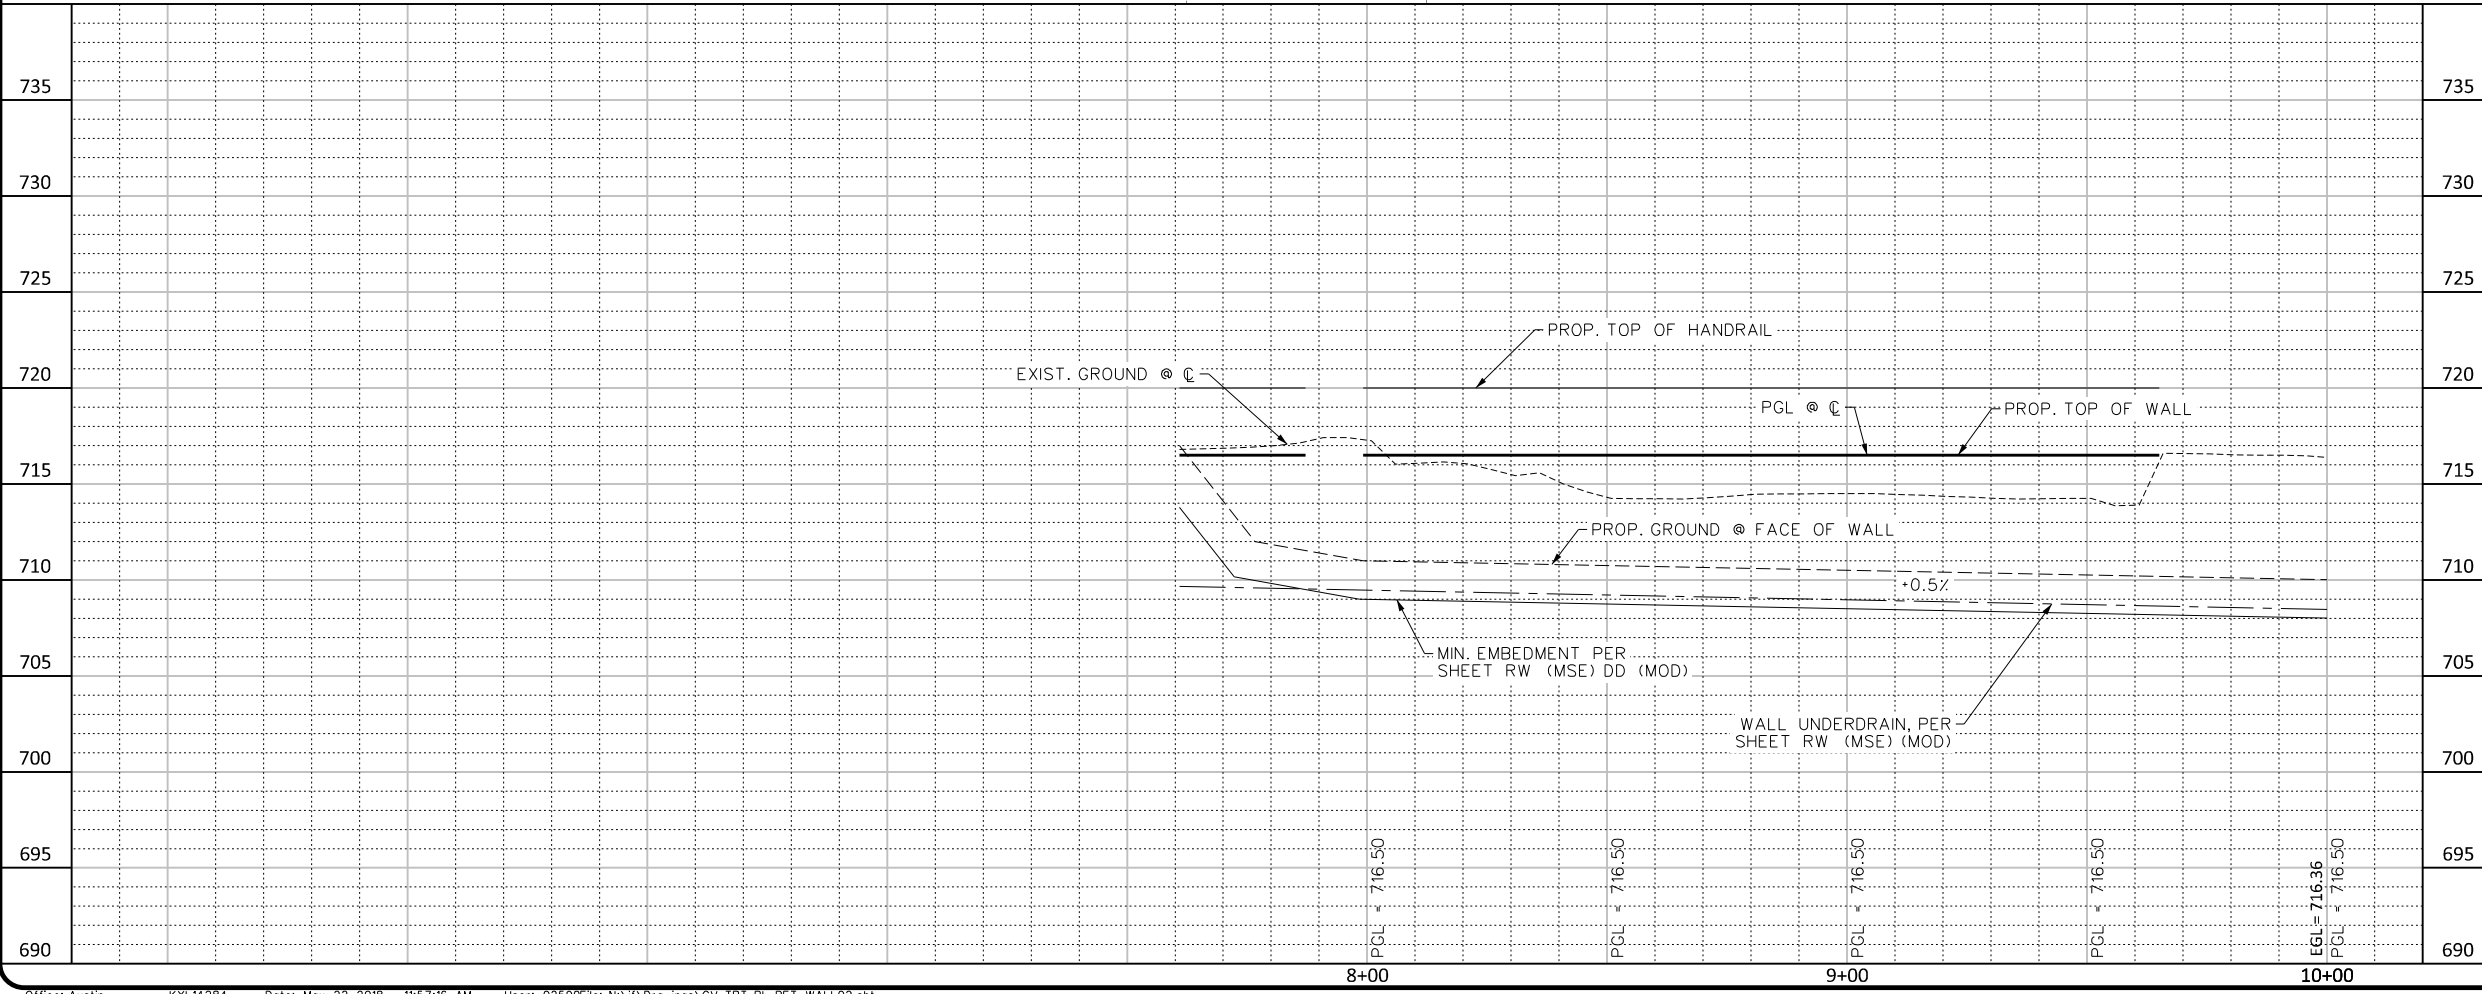 735
735
730
730
725
725
PROP. TOP OF HANDRAIL
EXIST. GROUND @ ℄
720
720
PGL @ ℄
PROP. TOP OF WALL
715
715
PROP. GROUND @ FACE OF WALL
710
710
+0.5%
MIN. EMBEDMENT PER
SHEET RW (MSE) DD (MOD)
705
705
WALL UNDERDRAIN, PER
SHEET RW (MSE) (MOD)
700
700
695
695
PGL = 716.50
PGL = 716.50
PGL = 716.50
PGL = 716.50
EGL = 716.36
PGL = 716.50
690
690
8+00
9+00
10+00